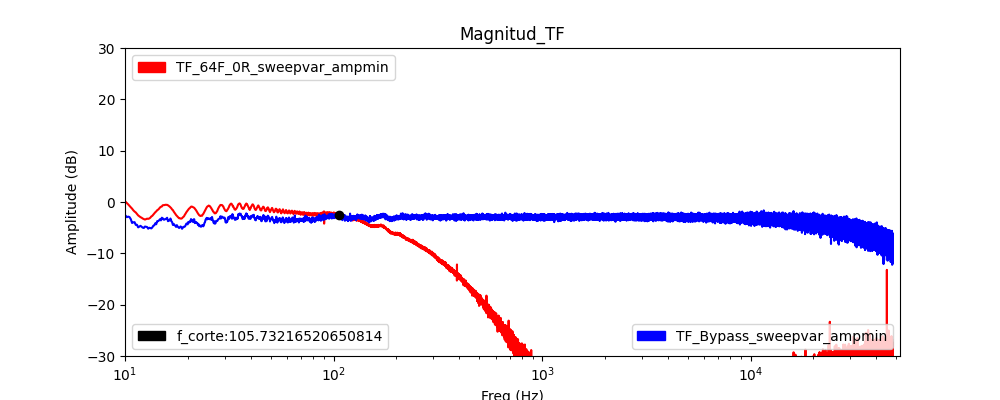 Magnitud_TF
TF_64F_0R_sweepvar_ampmin
Amplitude (dB)
30
20
10
0
−10
−20
−30
f_corte:105.73216520650814
TF_Bypass_sweepvar_ampmin
10¹
10²
10³
10⁴
Freq (Hz)